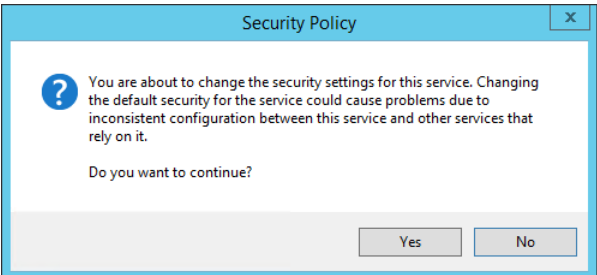 Security Policy
x
You are about to change the security settings for this service. Changing
the default security for the service could cause problems due to
inconsistent configuration between this service and other services that
rely on it.
Do you want to continue?
Yes
No